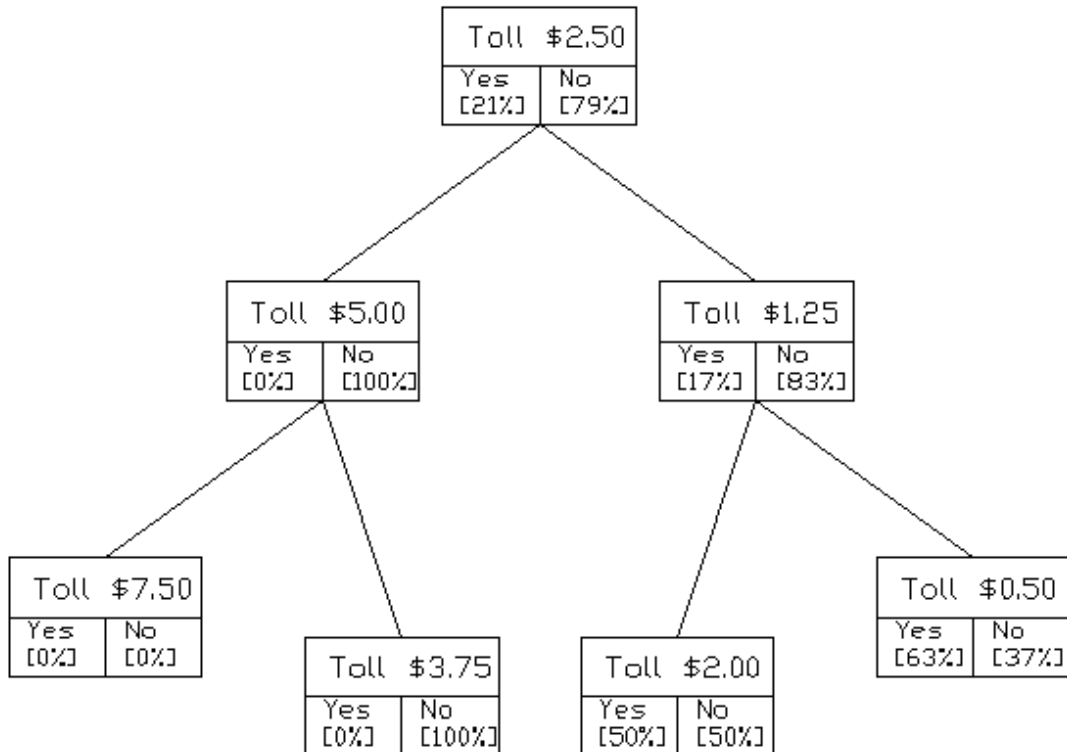 Toll $2.50
Yes No
[21%] [79%]
Toll $5.00
Yes No
[0%] [100%]
Toll $1.25
Yes No
[17%] [83%]
Toll $7.50
Yes No
[0%] [0%]
Toll $0.50
Yes No
[63%] [37%]
Toll $3.75
Yes No
[0%] [100%]
Toll $2.00
Yes No
[50%] [50%]